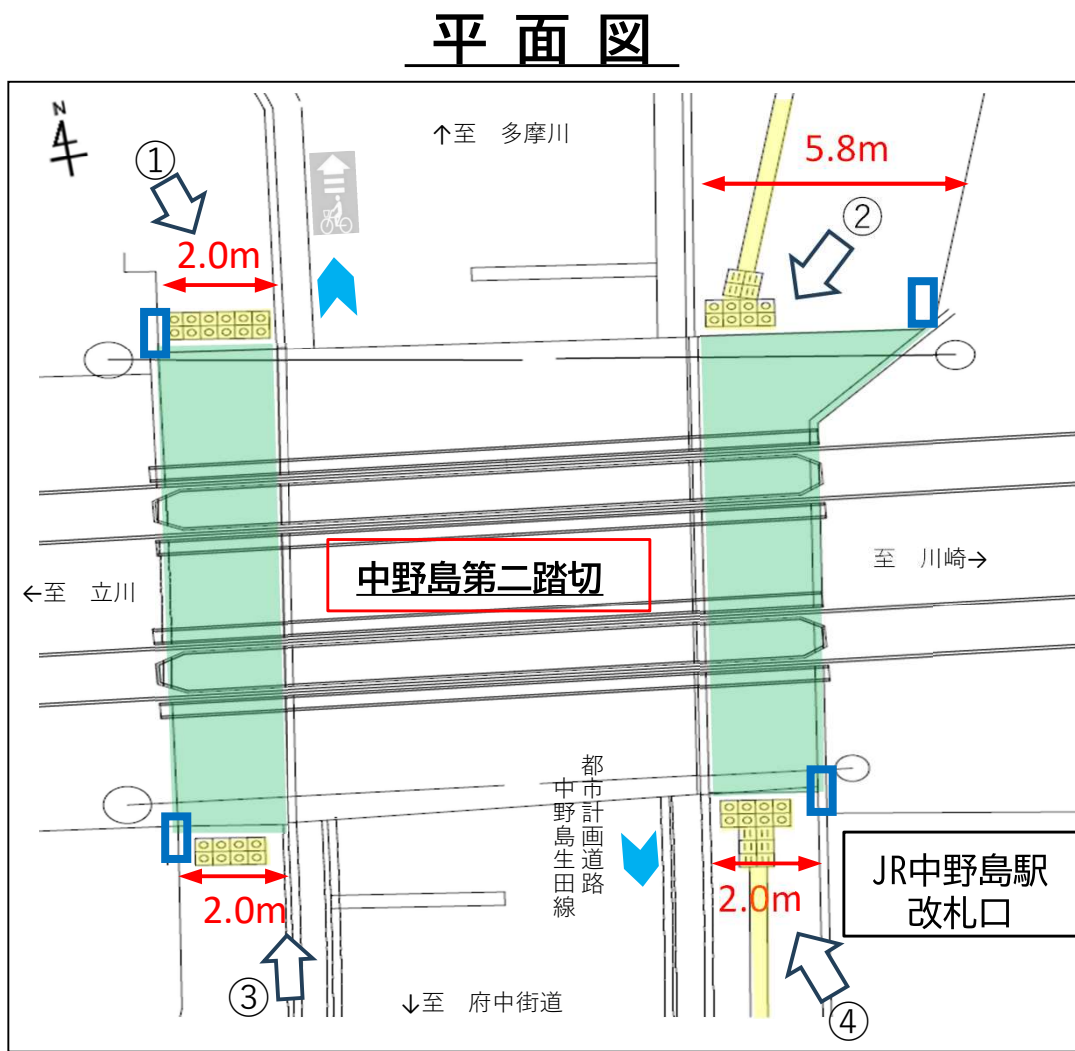 平面図
N
①
↑至 多摩川
5.8m
②
2.0m
中野島第二踏切
←至 立川
至 川崎→
都市計画道路
中野島生田線
2.0m
2.0m
JR中野島駅
改札口
③
↓至 府中街道
④